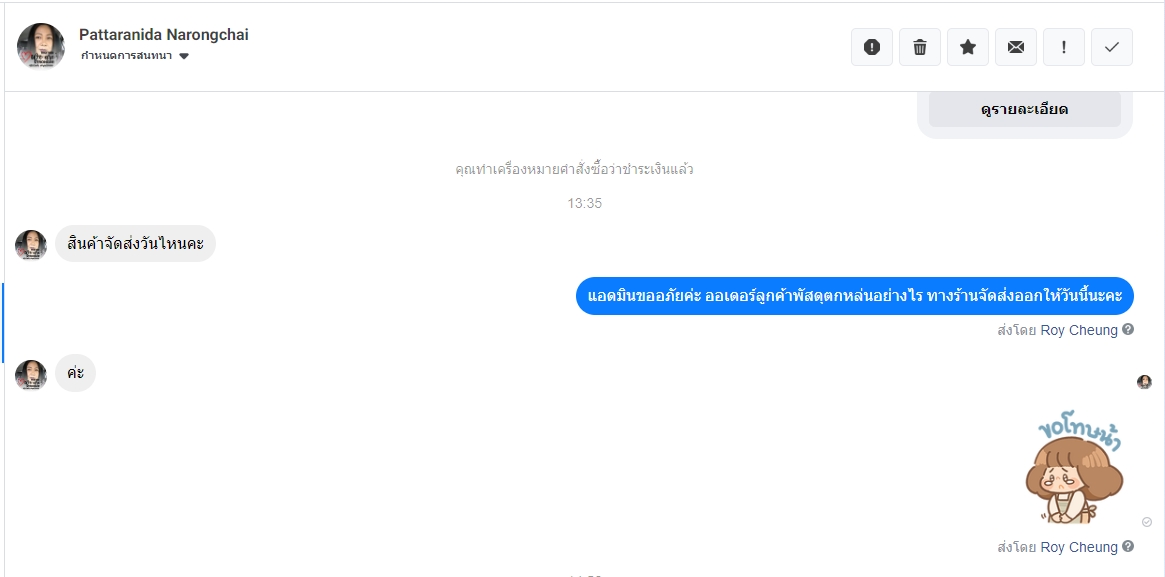 Pattaranida Narongchai
กำหนดการสนทนา
ดูรายละเอียด
คุณทำเครื่องหมายคำสั่งซื้อว่าชำระเงินแล้ว
13:35
สินค้าจัดส่งวันไหนคะ
แอดมินขออภัยค่ะ ออเดอร์ลูกค้าพัสดุตกหล่นอย่างไร ทางร้านจัดส่งออกให้วันนี้นะคะ
ส่งโดย Roy Cheung
ค่ะ
ขอโทษน้า
ส่งโดย Roy Cheung